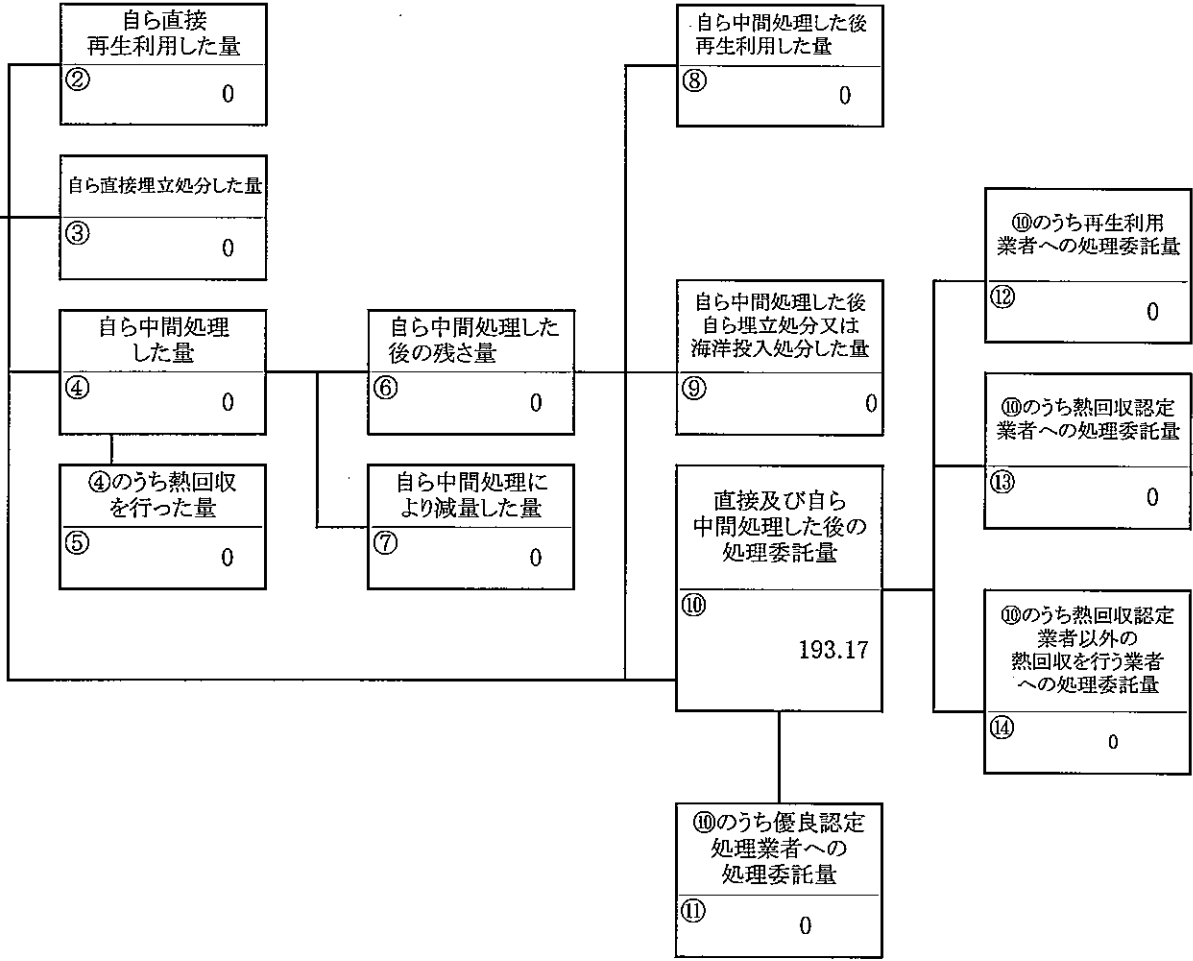 自ら直接
再生利用した量
②
0
自ら直接埋立処分した量
③
0
自ら中間処理
した量
④
0
④のうち熱回収
を行った量
⑤
0
自ら中間処理した
後の残さ量
⑥
0
自ら中間処理に
より減量した量
⑦
0
自ら中間処理した後
再生利用した量
⑧
0
自ら中間処理した後
自ら埋立処分又は
海洋投入処分した量
⑨
0
直接及び自ら
中間処理した後の
処理委託量
⑩
193.17
⑩のうち優良認定
処理業者への
処理委託量
⑪
0
⑩のうち再生利用
業者への処理委託量
⑫
0
⑩のうち熱回収認定
業者への処理委託量
⑬
0
⑩のうち熱回収認定
業者以外の
熱回収を行う業者
への処理委託量
⑭
0